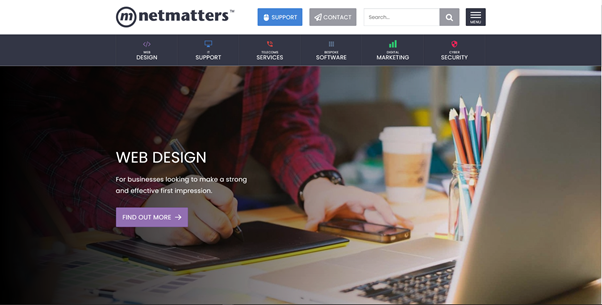 netmatters™
SUPPORT
CONTACT
Search...
MENU
WEB
DESIGN
IT
SUPPORT
TELECOMS
SERVICES
BESPOKE
SOFTWARE
DIGITAL
MARKETING
CYBER
SECURITY
WEB DESIGN
For businesses looking to make a strong
and effective first impression.
FIND OUT MORE →